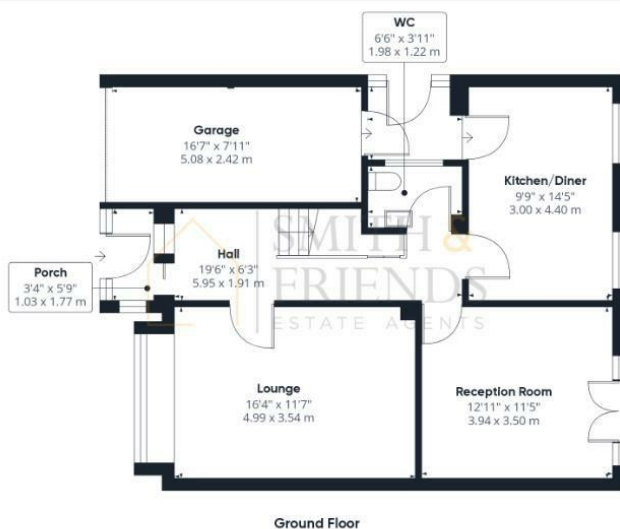 WC
6'6" x 3'11"
1.98 x 1.22 m
Garage
16'7" x 7'11"
5.08 x 2.42 m
Kitchen/Diner
9'9" x 14'5"
3.00 x 4.40 m
SMITH &
FRIENDS
ESTATE AGENTS
Hall
19'6" x 6'3"
5.95 x 1.91 m
Porch
3'4" x 5'9"
1.03 x 1.77 m
Lounge
16'4" x 11'7"
4.99 x 3.54 m
Reception Room
12'11" x 11'5"
3.94 x 3.50 m
Ground Floor